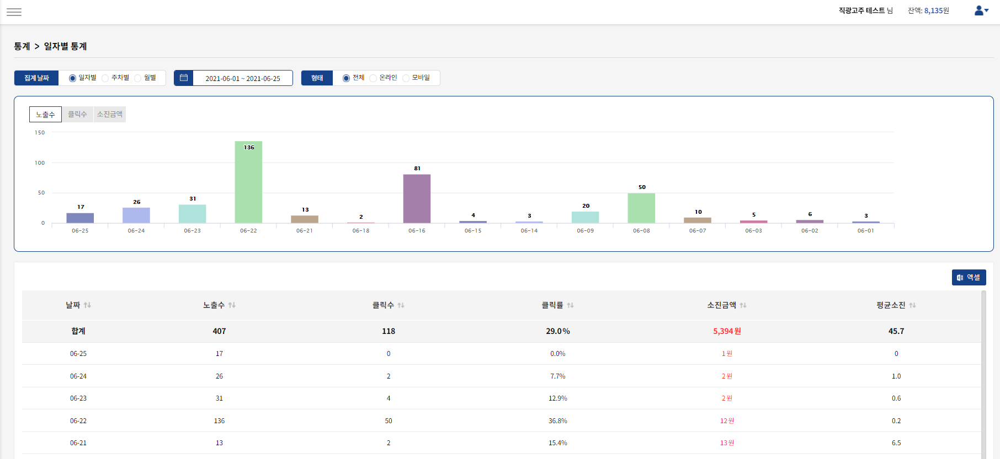 직광고주 테스트 님 잔액: 8,135원
통계 > 일자별 통계
집계 날짜 일자별 주차별 월별 2021-06-01 ~ 2021-06-25 형태 전체 온라인 모바일
노출수 클릭수 소진금액
150
100
50
0
17 26 31 136 13 2 81 4 3 20 50 10 5 6 3
06-25 06-24 06-23 06-22 06-21 06-18 06-16 06-15 06-14 06-09 06-08 06-07 06-03 06-02 06-01
엑셀
날짜 노출수 클릭수 클릭률 소진금액 평균소진
합계 407 118 29.0% 5,394원 45.7
06-25 17 0 0.0% 1원 0
06-24 26 2 7.7% 2원 1.0
06-23 31 4 12.9% 2원 0.6
06-22 136 50 36.8% 12원 0.2
06-21 13 2 15.4% 13원 6.5